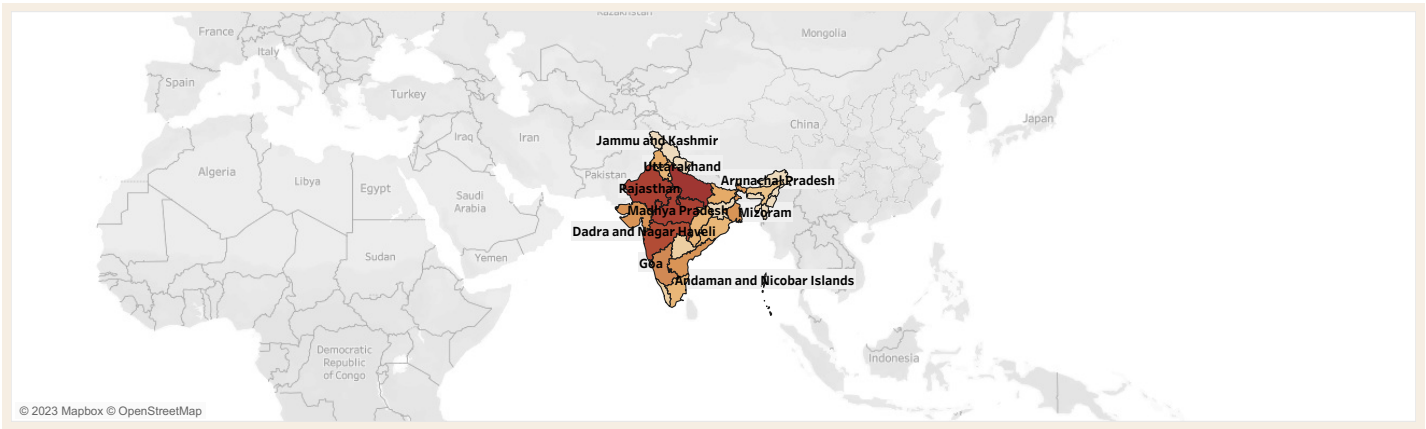 Kazakhstan
France
Mongolia
Italy
Spain
Turkey
China
Japan
Iraq
Iran
Jammu and Kashmir
Algeria
Libya
Egypt
Pakistan
Uttarakhand
Arunachal Pradesh
Saudi
Arabia
Rajasthan
Madhya Pradesh
Mizoram
Dadra and Nagar Haveli
Sudan
Yemen
Goa
Andaman and Nicobar Islands
Democratic
Republic
of Congo
Indonesia
© 2023 Mapbox © OpenStreetMap